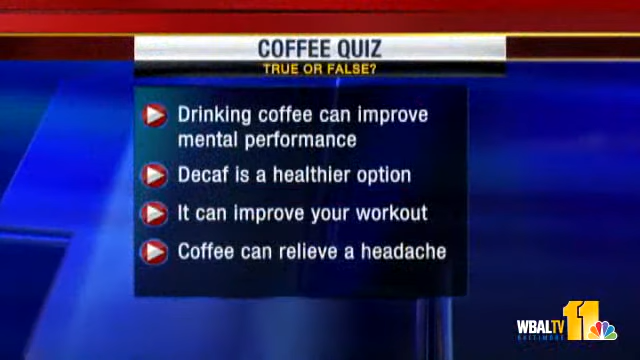 COFFEE QUIZ
TRUE OR FALSE?
Drinking coffee can improve
mental performance
Decaf is a healthier option
It can improve your workout
Coffee can relieve a headache
WBALTV 11
BALTIMORE